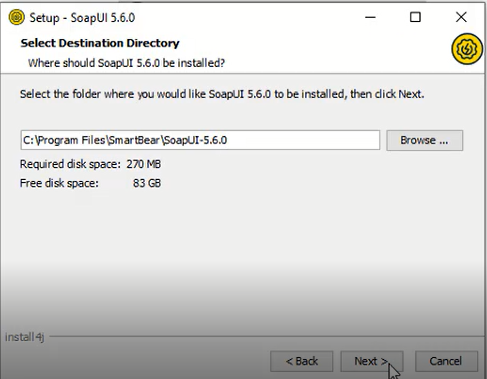 Setup - SoapUI 5.6.0
Select Destination Directory
Where should SoapUI 5.6.0 be installed?
Select the folder where you would like SoapUI 5.6.0 to be installed, then click Next.
C:\Program Files\SmartBear\SoapUI-5.6.0
Browse ...
Required disk space: 270 MB
Free disk space: 83 GB
install4j
< Back
Next >
Cancel